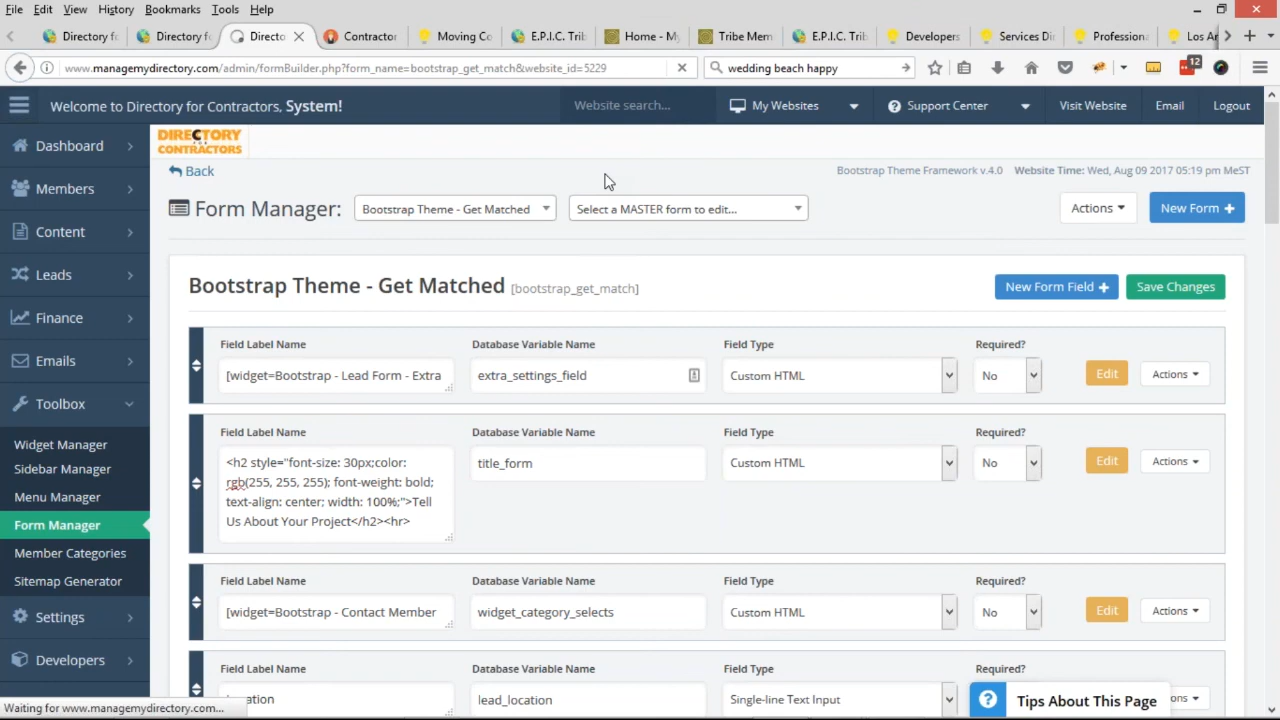 File Edit View History Bookmarks Tools Help
Directory fo Directory fo Directo Contractor Moving Co E.P.I.C. Trib Home - My Tribe Mem E.P.I.C. Trib Developers Services Dir Professiona Los An
www.managemydirectory.com/admin/formBuilder.php?form_name=bootstrap_get_match&website_id=5229 wedding beach happy 12
Welcome to Directory for Contractors, System! Website search... My Websites Support Center Visit Website Email Logout
Dashboard
Members
Content
Leads
Finance
Emails
Toolbox
Widget Manager
Sidebar Manager
Menu Manager
Form Manager
Member Categories
Sitemap Generator
Settings
Developers
DIRECTORY
FOR
CONTRACTORS
Back Bootstrap Theme Framework v.4.0 Website Time: Wed, Aug 09 2017 05:19 pm MeST
Form Manager: Bootstrap Theme - Get Matched Select a MASTER form to edit... Actions New Form +
Bootstrap Theme - Get Matched [bootstrap_get_match] New Form Field + Save Changes
Field Label Name Database Variable Name Field Type Required?
[widget=Bootstrap - Lead Form - Extra extra_settings_field Custom HTML No Edit Actions
Field Label Name Database Variable Name Field Type Required?
<h2 style="font-size: 30px;color: title_form Custom HTML No Edit Actions
rgb(255, 255, 255); font-weight: bold;
text-align: center; width: 100%;">Tell
Us About Your Project</h2><hr>
Field Label Name Database Variable Name Field Type Required?
[widget=Bootstrap - Contact Member widget_category_selects Custom HTML No Edit Actions
Field Label Name Database Variable Name Field Type Required?
lead_location Single-line Text Input
? Tips About This Page
Waiting for www.managemydirectory.com...